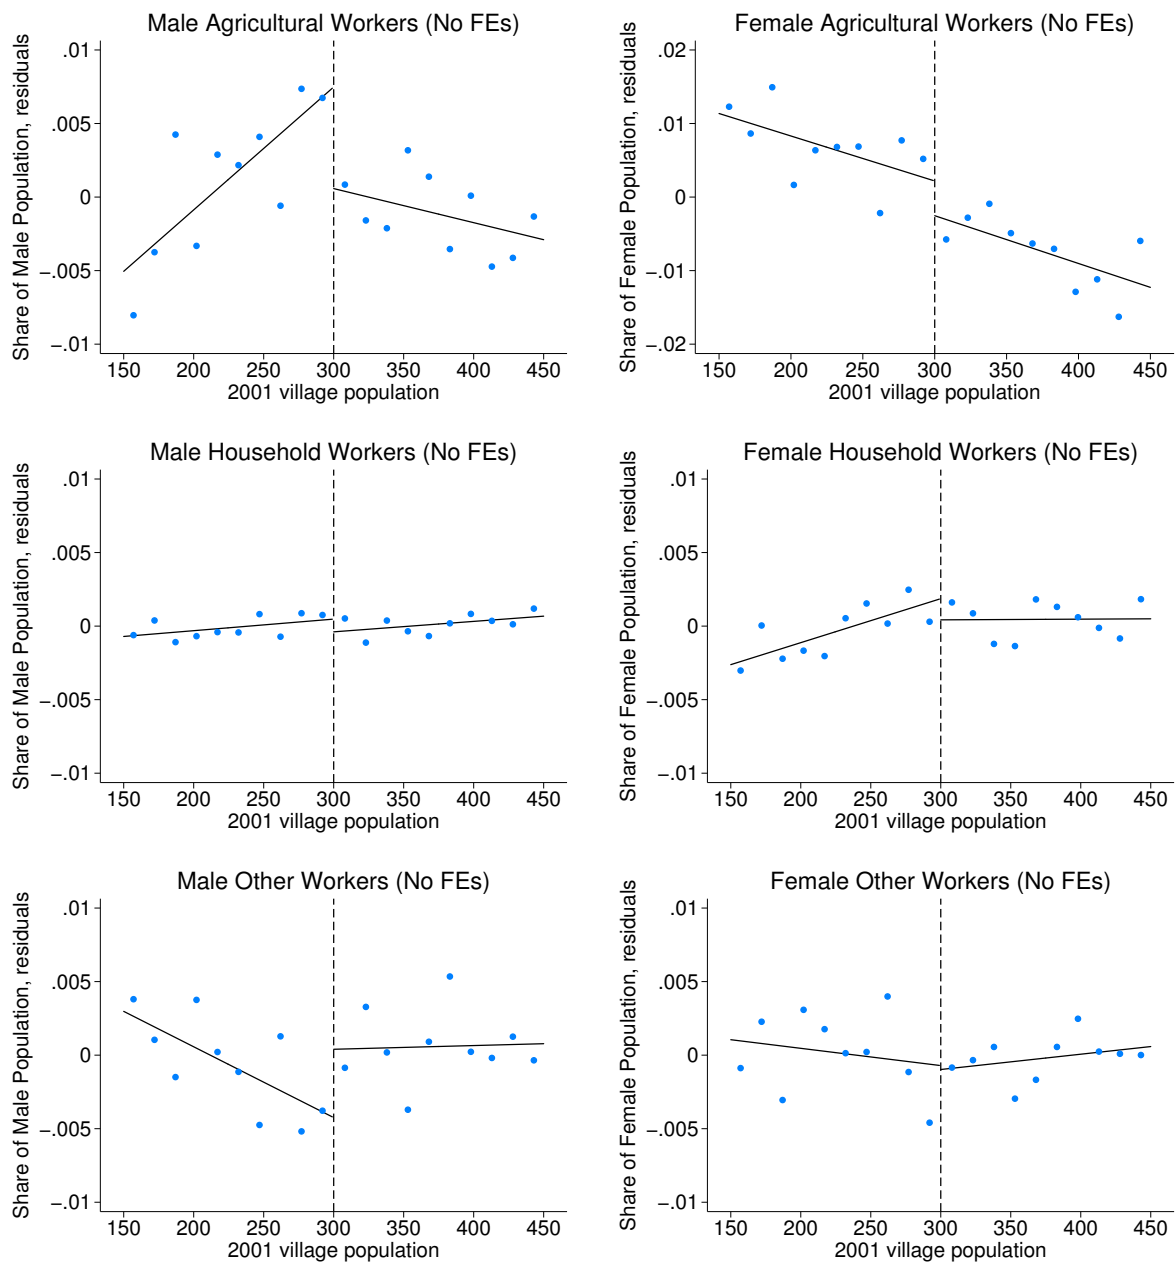 Male Agricultural Workers (No FEs)
Share of Male Population, residuals
.01
.005
0
−.005
−.01
150 200 250 300 350 400 450
2001 village population
Female Agricultural Workers (No FEs)
Share of Female Population, residuals
.02
.01
0
−.01
−.02
150 200 250 300 350 400 450
2001 village population
Male Household Workers (No FEs)
Share of Male Population, residuals
.01
.005
0
−.005
−.01
150 200 250 300 350 400 450
2001 village population
Female Household Workers (No FEs)
Share of Female Population, residuals
.01
.005
0
−.005
−.01
150 200 250 300 350 400 450
2001 village population
Male Other Workers (No FEs)
Share of Male Population, residuals
.01
.005
0
−.005
−.01
150 200 250 300 350 400 450
2001 village population
Female Other Workers (No FEs)
Share of Female Population, residuals
.01
.005
0
−.005
−.01
150 200 250 300 350 400 450
2001 village population